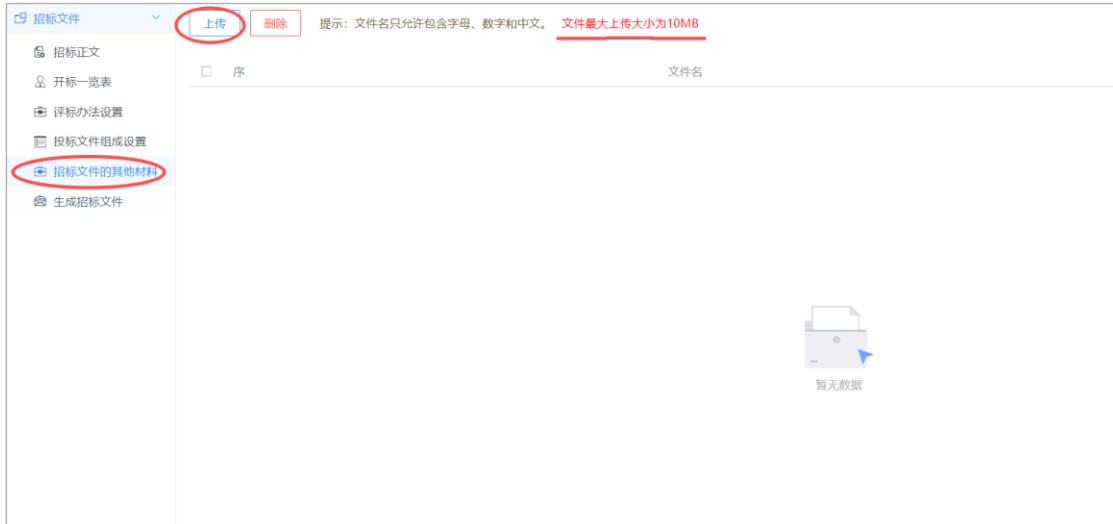 招标文件
上传 删除 提示：文件名只允许包含字母、数字和中文。 文件最大上传大小为10MB
招标正文
序 文件名
开标一览表
评标办法设置
投标文件组成设置
招标文件的其他材料
生成招标文件
暂无数据